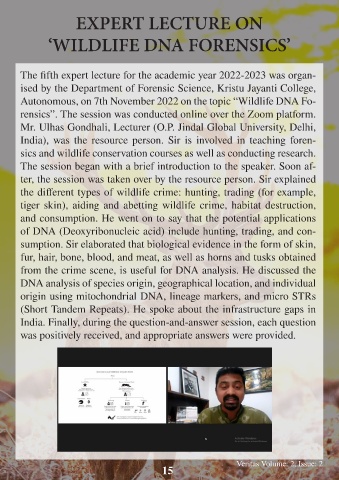 EXPERT LECTURE ON
‘WILDLIFE DNA FORENSICS’
The fifth expert lecture for the academic year 2022-2023 was organ-
ised by the Department of Forensic Science, Kristu Jayanti College,
Autonomous, on 7th November 2022 on the topic “Wildlife DNA Fo-
rensics”. The session was conducted online over the Zoom platform.
Mr. Ulhas Gondhali, Lecturer (O.P. Jindal Global University, Delhi,
India), was the resource person. Sir is involved in teaching foren-
sics and wildlife conservation courses as well as conducting research.
The session began with a brief introduction to the speaker. Soon af-
ter, the session was taken over by the resource person. Sir explained
the different types of wildlife crime: hunting, trading (for example,
tiger skin), aiding and abetting wildlife crime, habitat destruction,
and consumption. He went on to say that the potential applications
of DNA (Deoxyribonucleic acid) include hunting, trading, and con-
sumption. Sir elaborated that biological evidence in the form of skin,
fur, hair, bone, blood, and meat, as well as horns and tusks obtained
from the crime scene, is useful for DNA analysis. He discussed the
DNA analysis of species origin, geographical location, and individual
origin using mitochondrial DNA, lineage markers, and micro STRs
(Short Tandem Repeats). He spoke about the infrastructure gaps in
India. Finally, during the question-and-answer session, each question
was positively received, and appropriate answers were provided.
Veritas Volume: 2, Issue: 2
15